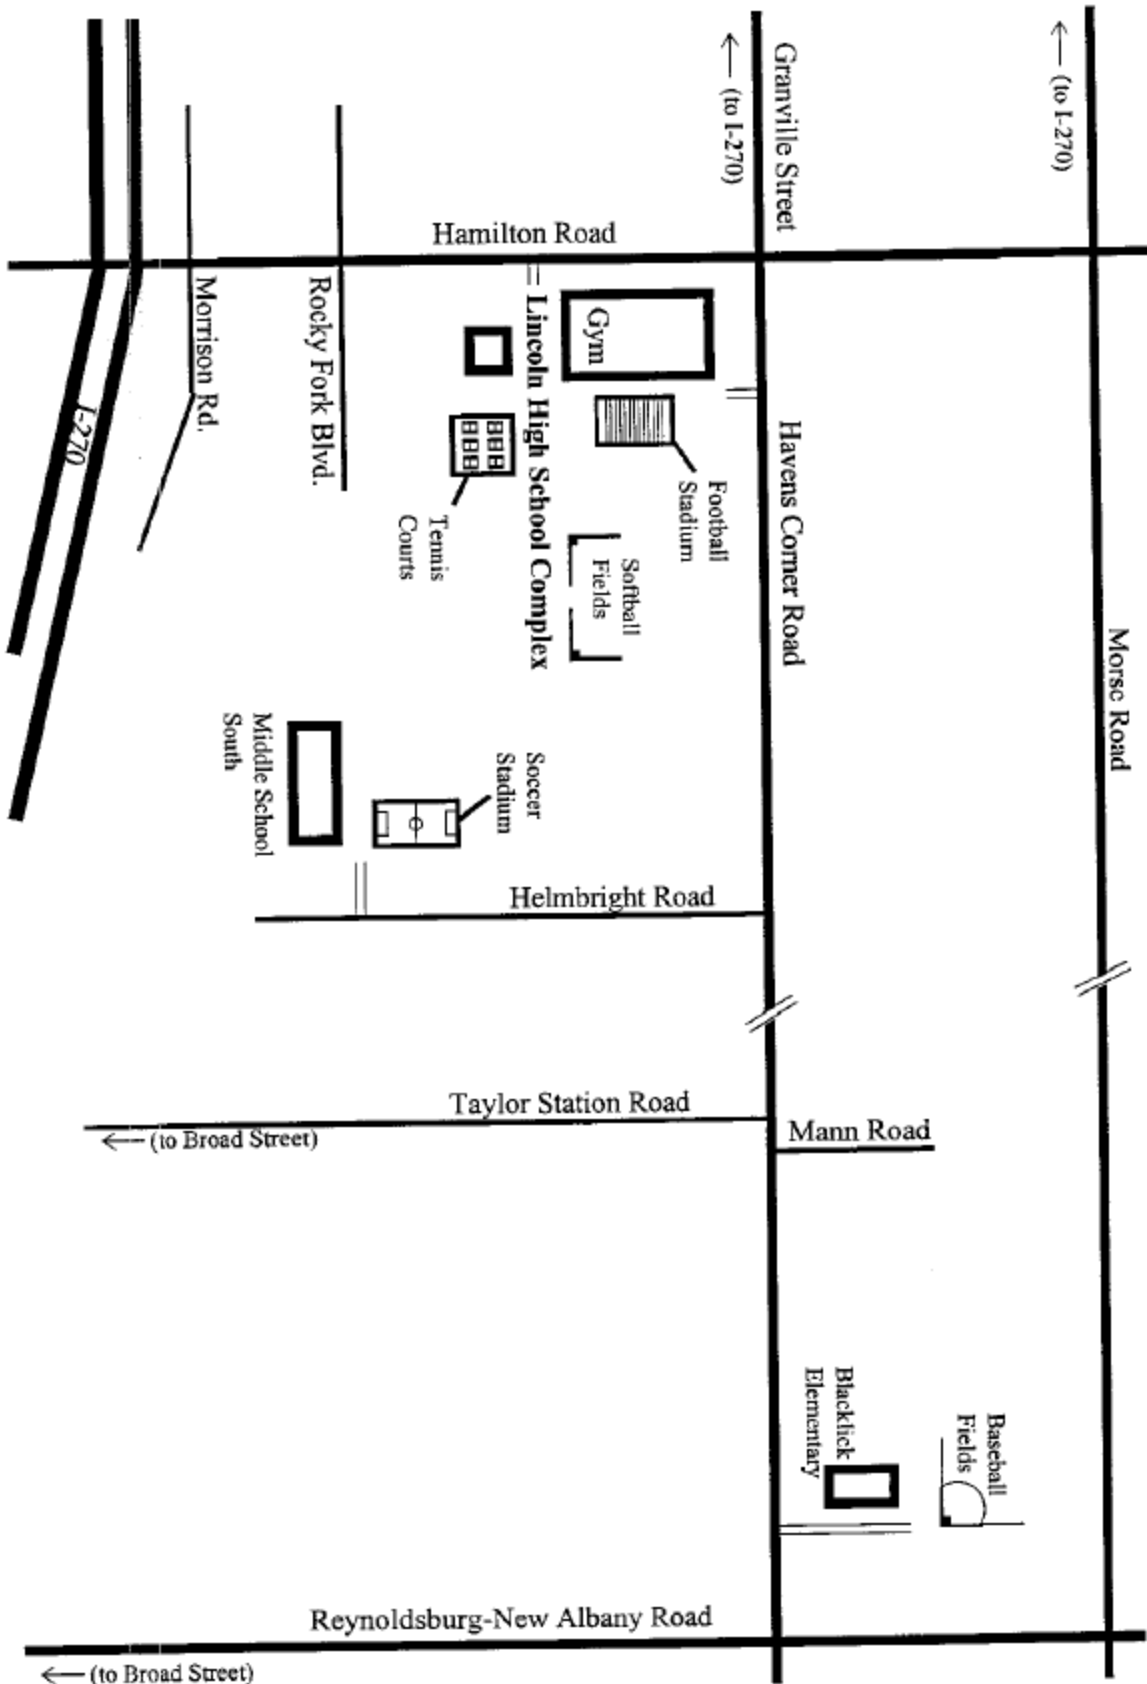 ← (to I-270)
Granville Street
← (to I-270)
Hamilton Road
Morrison Rd.
Rocky Fork Blvd.
I-270
Gym
Lincoln High School Complex
Havens Corner Road
Football
Stadium
Tennis
Courts
Softball
Fields
Morse Road
Middle School
South
Soccer
Stadium
Helmbright Road
Taylor Station Road
← (to Broad Street)
Mann Road
Blacklick
Elementary
Baseball
Fields
Reynoldsburg-New Albany Road
← (to Broad Street)